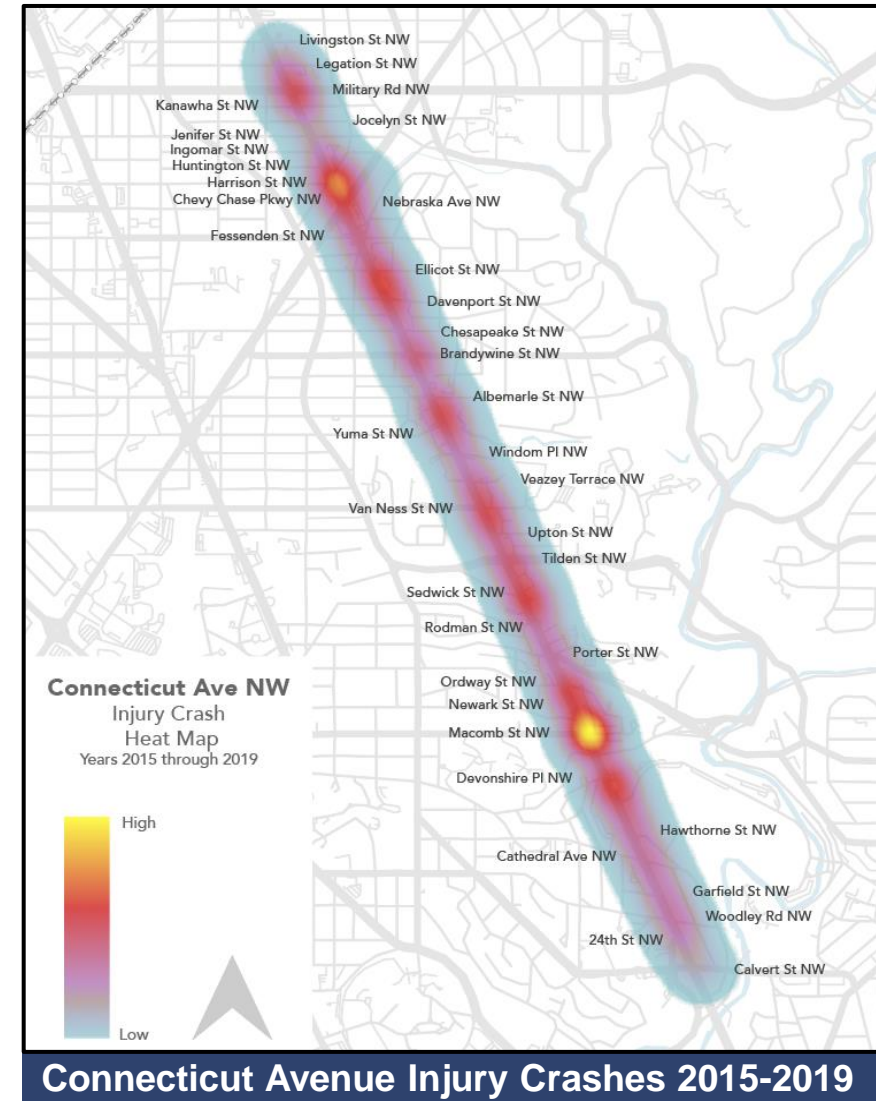 Livingston St NW
Legation St NW
Military Rd NW
Kanawha St NW
Jocelyn St NW
Jenifer St NW
Ingomar St NW
Huntington St NW
Harrison St NW
Chevy Chase Pkwy NW
Nebraska Ave NW
Fessenden St NW
Ellicot St NW
Davenport St NW
Chesapeake St NW
Brandywine St NW
Albemarle St NW
Yuma St NW
Windom Pl NW
Veazey Terrace NW
Van Ness St NW
Upton St NW
Tilden St NW
Sedwick St NW
Rodman St NW
Porter St NW
Ordway St NW
Newark St NW
Macomb St NW
Devonshire Pl NW
Hawthorne St NW
Cathedral Ave NW
Garfield St NW
Woodley Rd NW
24th St NW
Calvert St NW
Connecticut Ave NW
Injury Crash
Heat Map
Years 2015 through 2019
High
Low
Connecticut Avenue Injury Crashes 2015-2019